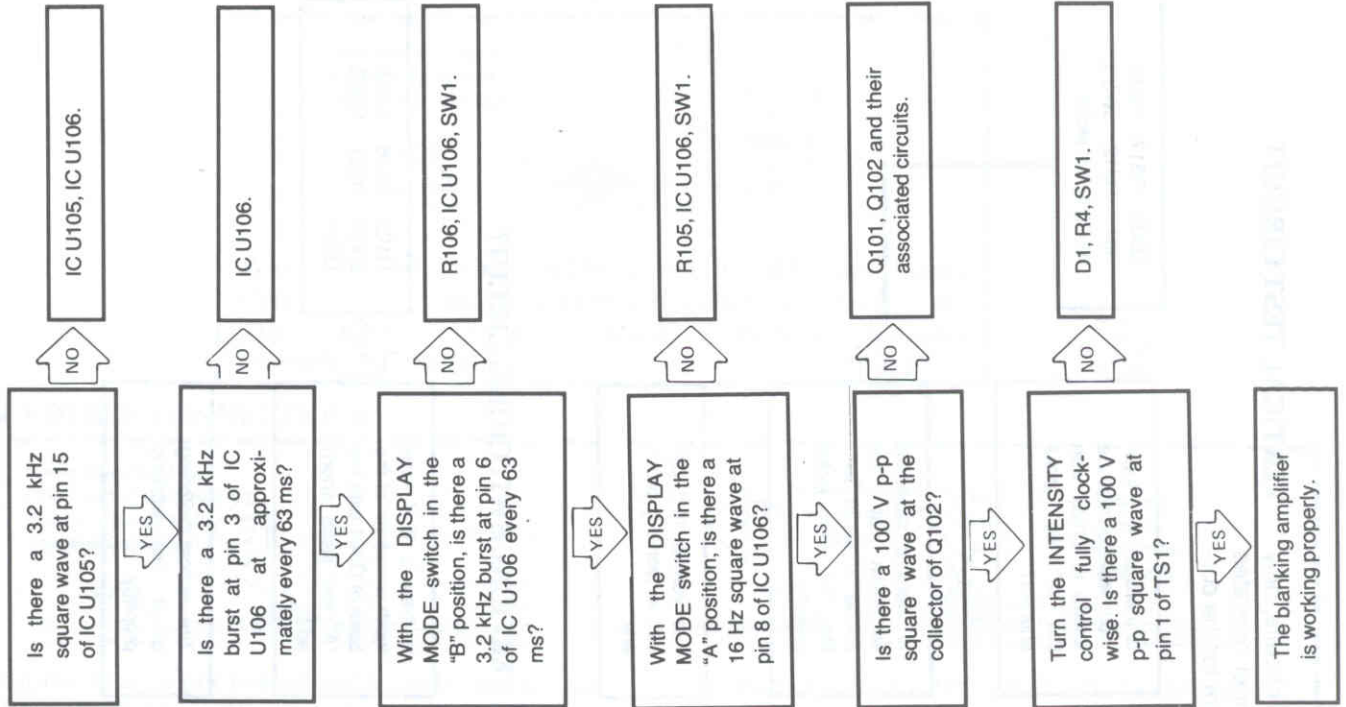 Is there a 3.2 kHz
square wave at pin 15
of IC U105?
NO
IC U105, IC U106.
YES
Is there a 3.2 kHz
burst at pin 3 of IC
U106 at approxi-
mately every 63 ms?
NO
IC U106.
YES
With the DISPLAY
MODE switch in the
"B" position, is there a
3.2 kHz burst at pin 6
of IC U106 every 63
ms?
NO
R106, IC U106, SW1.
YES
With the DISPLAY
MODE switch in the
"A" position, is there a
16 Hz square wave at
pin 8 of IC U106?
NO
R105, IC U106, SW1.
YES
Is there a 100 V p-p
square wave at the
collector of Q102?
NO
Q101, Q102 and their
associated circuits.
YES
Turn the INTENSITY
control fully clock-
wise. Is there a 100 V
p-p square wave at
pin 1 of TS1?
NO
D1, R4, SW1.
YES
The blanking amplifier
is working properly.